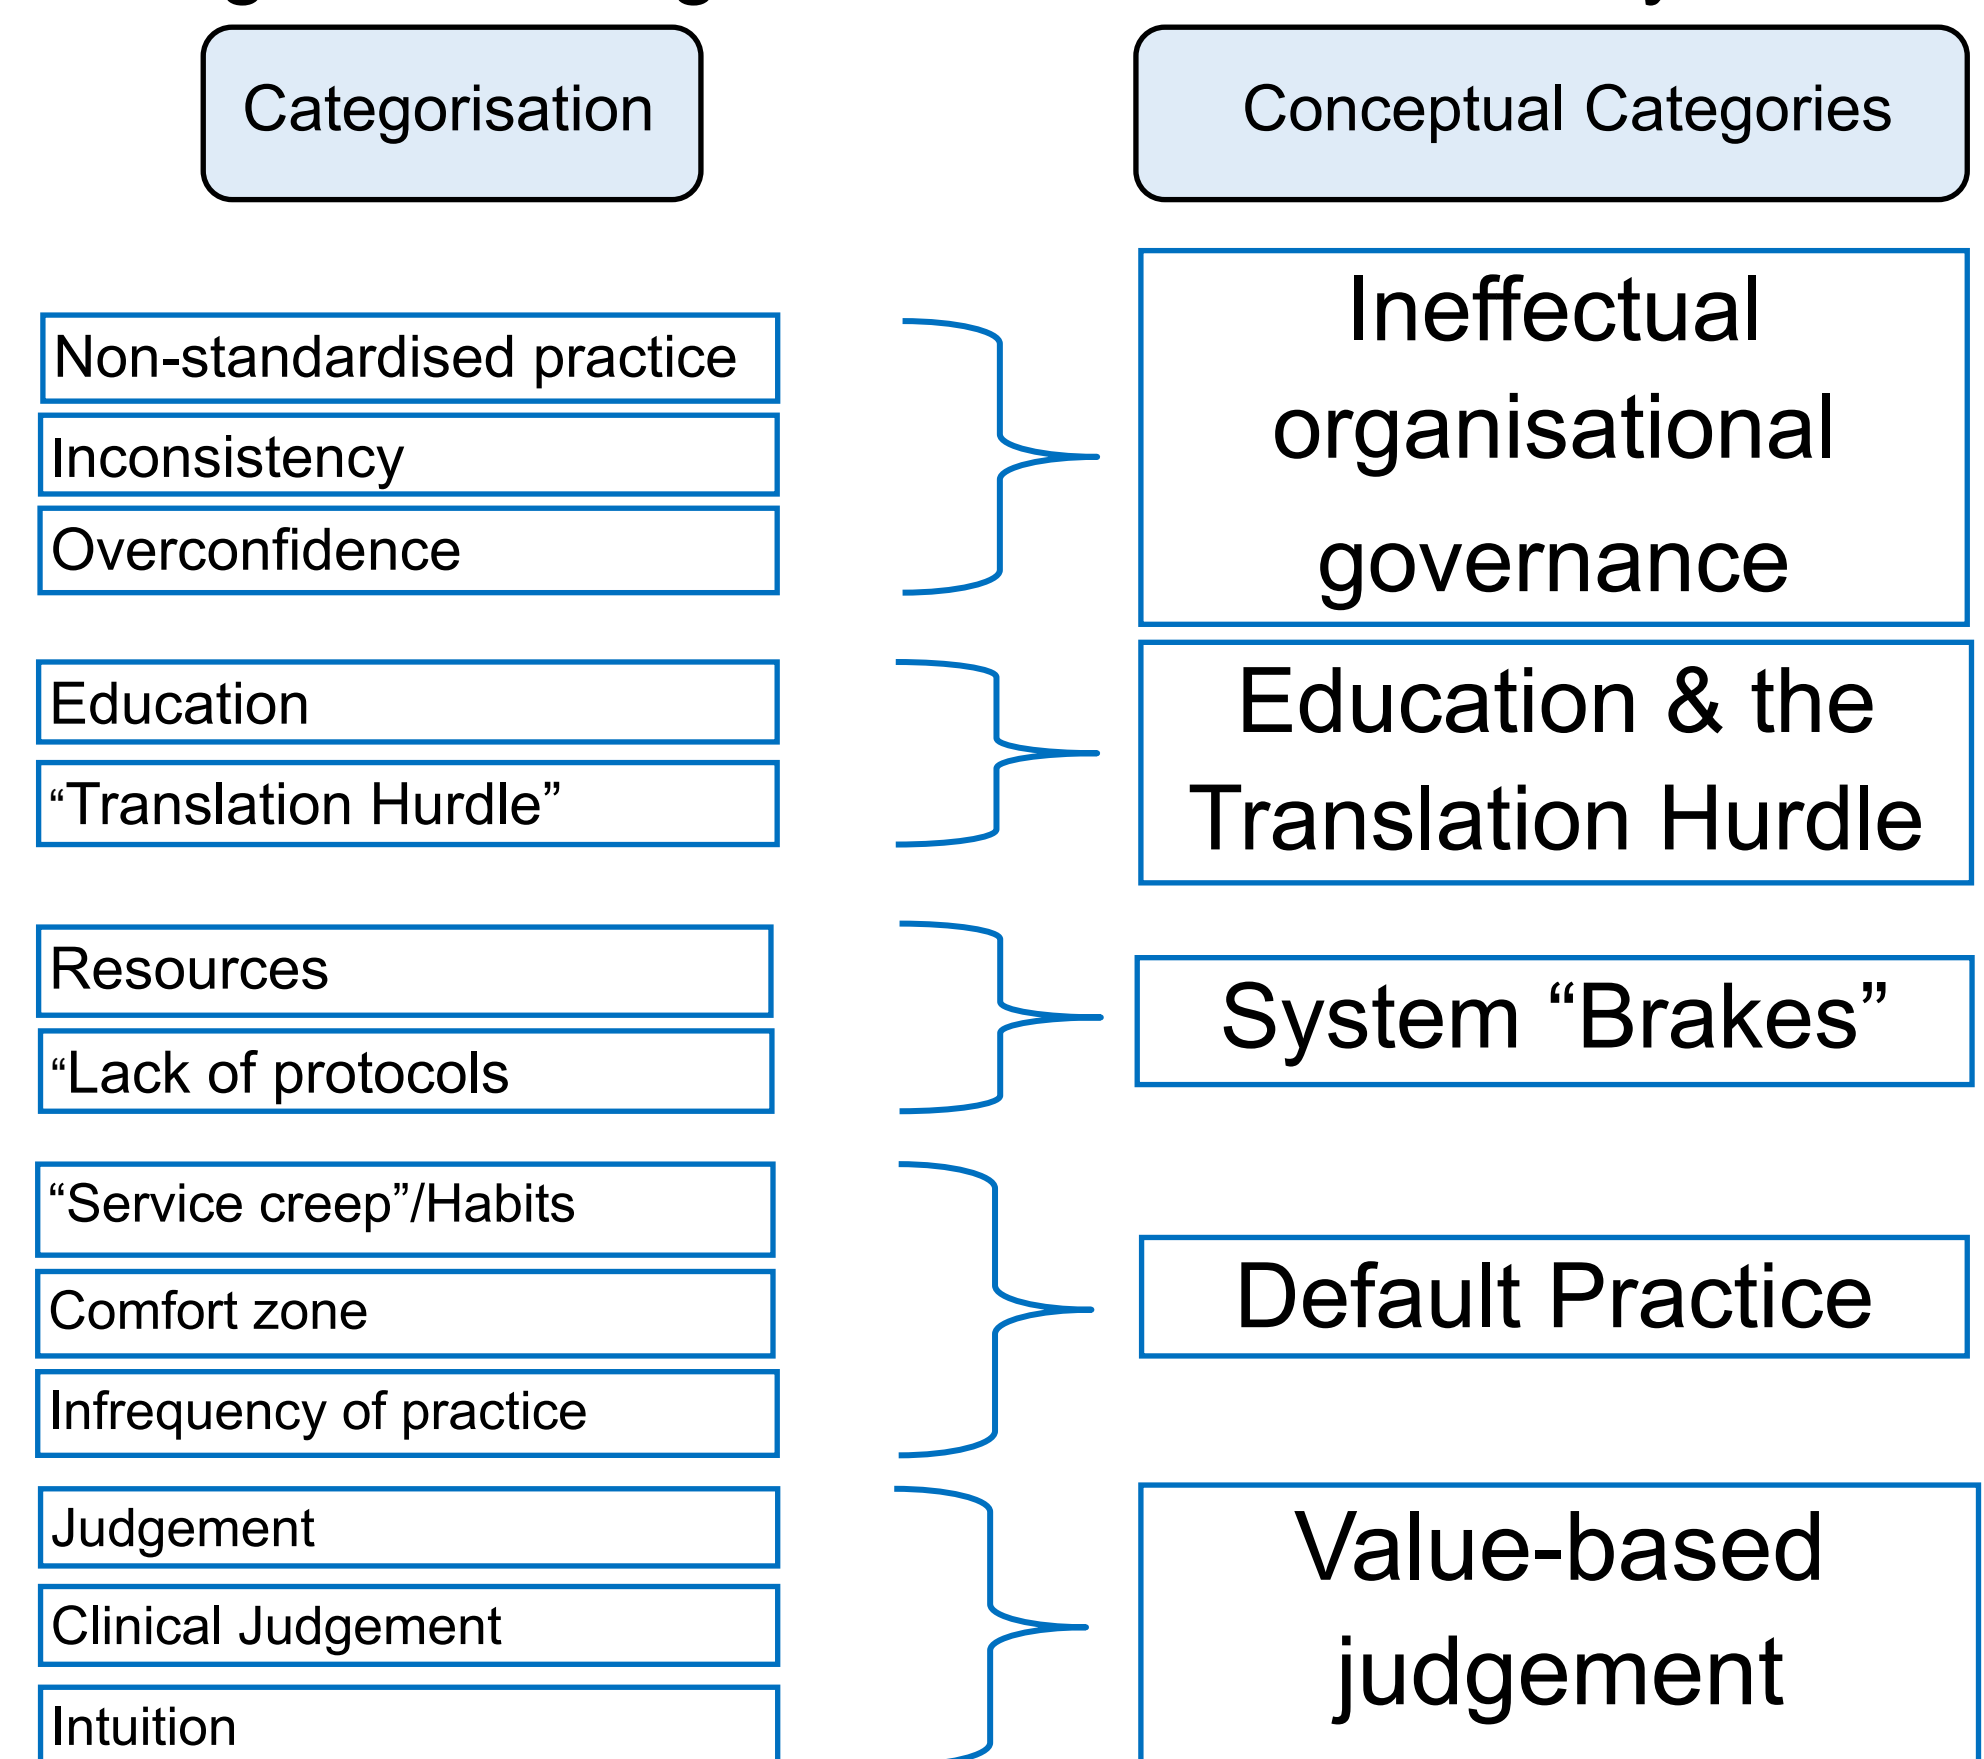 Categorisation
Conceptual Categories
Non-standardised practice
Inconsistency
Overconfidence
Ineffectual
organisational
governance
Education
“Translation Hurdle”
Education & the
Translation Hurdle
Resources
“Lack of protocols
System “Brakes”
“Service creep”/Habits
Comfort zone
Infrequency of practice
Default Practice
Judgement
Clinical Judgement
Intuition
Value-based
judgement